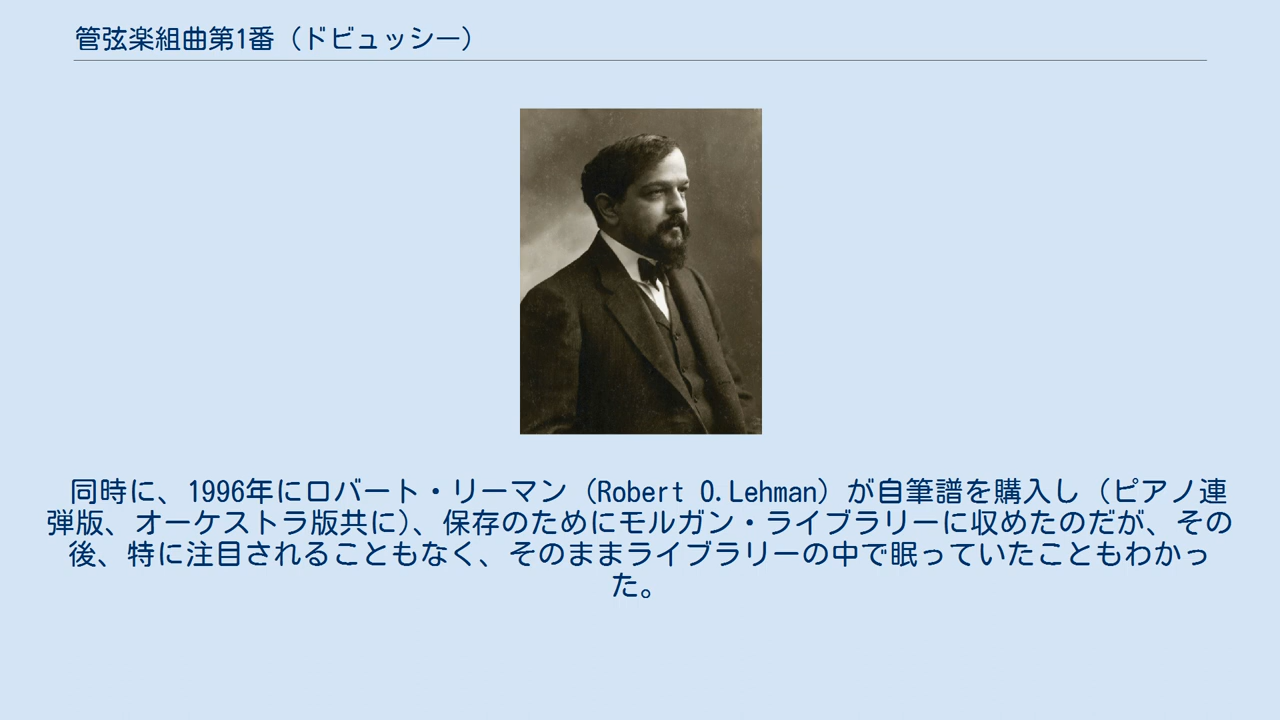 管弦楽組曲第1番（ドビュッシー）
同時に、1996年にロバート・リーマン（Robert O.Lehman）が自筆譜を購入し（ピアノ連
弾版、オーケストラ版共に）、保存のためにモルガン・ライブラリーに収めたのだが、その
後、特に注目されることもなく、そのままライブラリーの中で眠っていたこともわかっ
た。